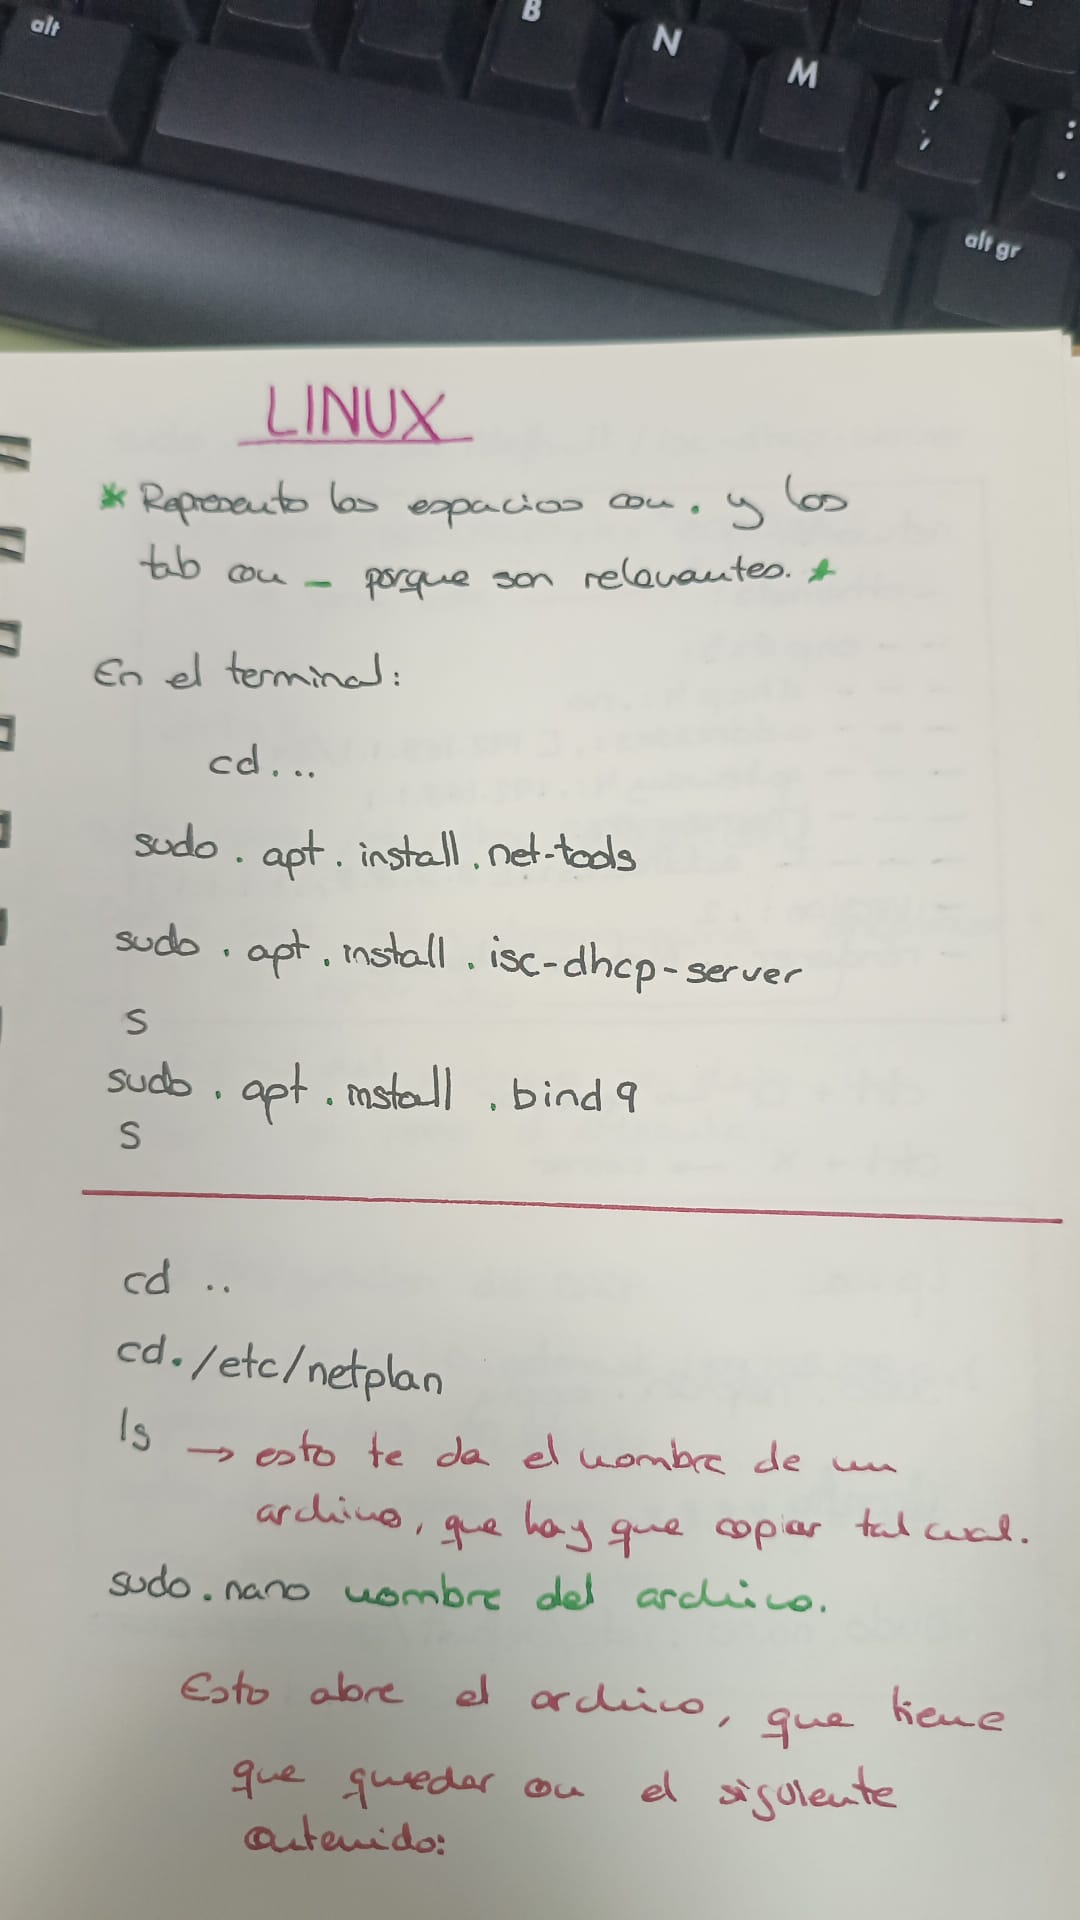 alt
B
N
M
;
,
:
.
alt gr
LINUX
* Represento los espacios con . y los
tab con _ porque son relevantes. *
En el terminal:
cd...
sudo . apt . install . net-tools
sudo . apt . install . isc-dhcp-server
s
sudo . apt . install . bind9
s
cd ..
cd. /etc/netplan
ls → esto te da el nombre de un
archivo, que hay que copiar tal cual.
sudo . nano nombre del archivo.
Esto abre el archivo, que tiene
que quedar con el siguiente
contenido: